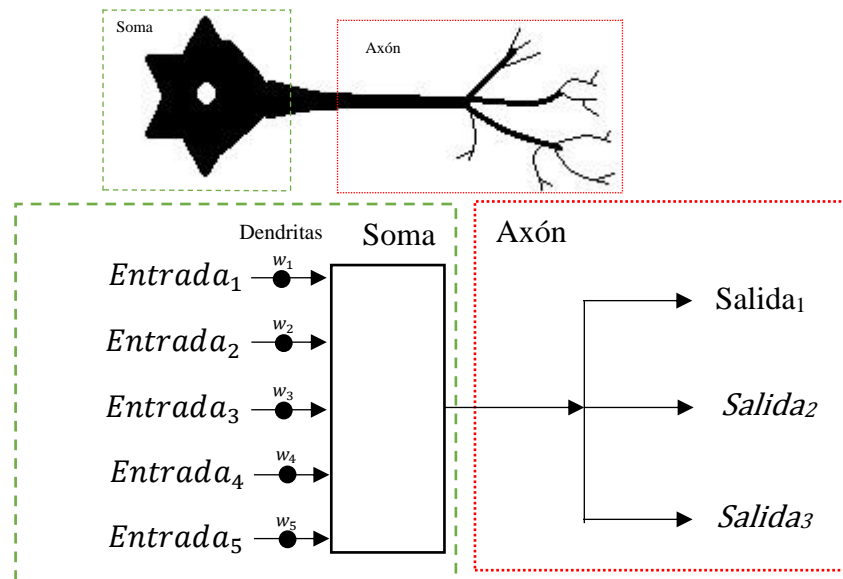 Soma
Axón
Dendritas Soma
Axón
Entrada₁ w₁
Entrada₂ w₂
Entrada₃ w₃
Entrada₄ w₄
Entrada₅ w₅
Salida₁
Salida₂
Salida₃